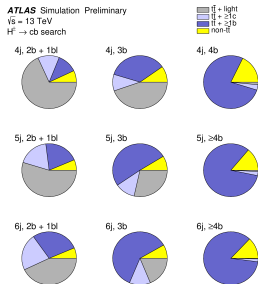 ATLAS Simulation Preliminary
√s = 13 TeV
H± → cb search
tt̄ + light
tt̄ + ≥1c
tt̄ + ≥1b
non-tt̄
4j, 2b + 1bl
4j, 3b
4j, 4b
5j, 2b + 1bl
5j, 3b
5j, ≥4b
6j, 2b + 1bl
6j, 3b
6j, ≥4b